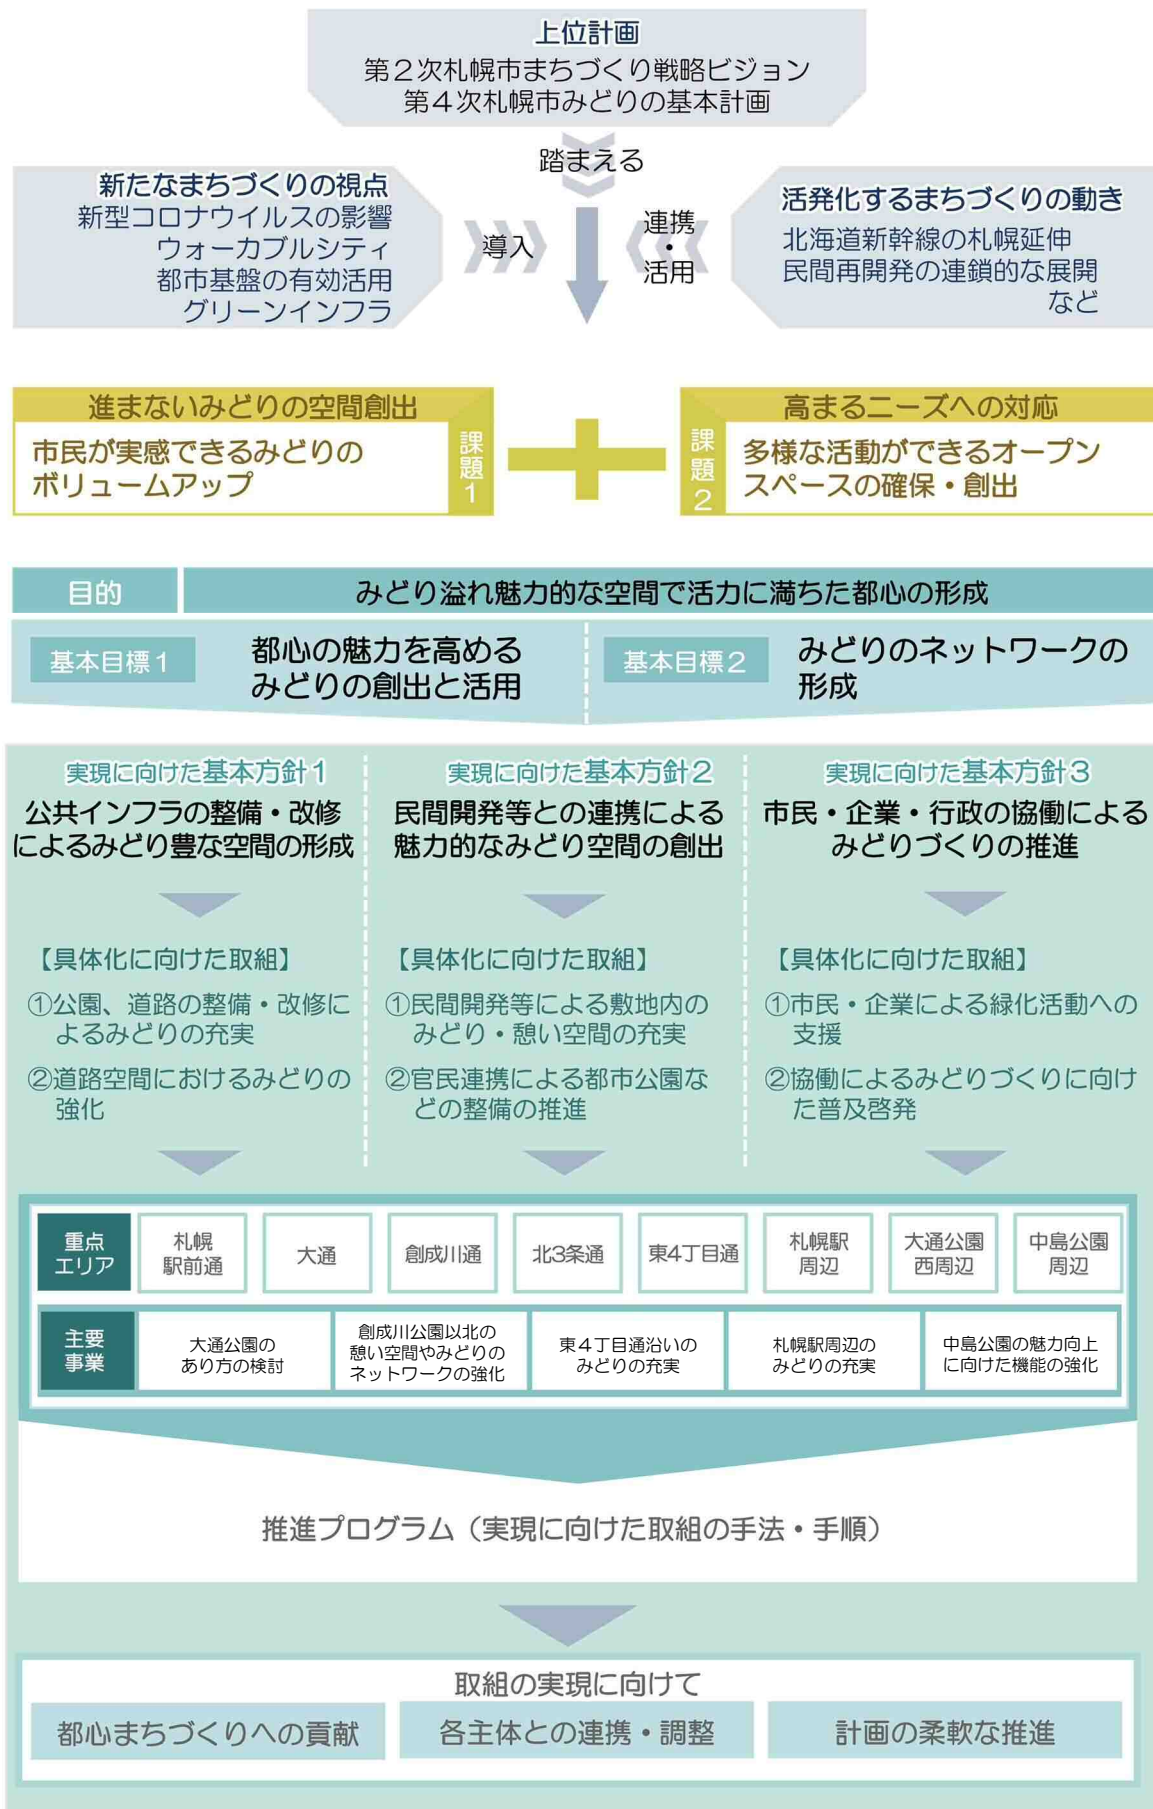 上位計画
第2次札幌市まちづくり戦略ビジョン
第4次札幌市みどりの基本計画
踏まえる
新たなまちづくりの視点
新型コロナウイルスの影響
ウォーカブルシティ
都市基盤の有効活用
グリーンインフラ
導入
連携
・
活用
活発化するまちづくりの動き
北海道新幹線の札幌延伸
民間再開発の連鎖的な展開
など
進まないみどりの空間創出
市民が実感できるみどりの
ボリュームアップ
課題1
高まるニーズへの対応
課題2
多様な活動ができるオープン
スペースの確保・創出
目的
みどり溢れ魅力的な空間で活力に満ちた都心の形成
基本目標1
都心の魅力を高める
みどりの創出と活用
基本目標2
みどりのネットワークの
形成
実現に向けた基本方針1
公共インフラの整備・改修
によるみどり豊な空間の形成
【具体化に向けた取組】
①公園、道路の整備・改修に
よるみどりの充実
②道路空間におけるみどりの
強化
実現に向けた基本方針2
民間開発等との連携による
魅力的なみどり空間の創出
【具体化に向けた取組】
①民間開発等による敷地内の
みどり・憩い空間の充実
②官民連携による都市公園な
どの整備の推進
実現に向けた基本方針3
市民・企業・行政の協働による
みどりづくりの推進
【具体化に向けた取組】
①市民・企業による緑化活動への
支援
②協働によるみどりづくりに向け
た普及啓発
重点
エリア
札幌
駅前通
大通
創成川通
北3条通
東4丁目通
札幌駅
周辺
大通公園
西周辺
中島公園
周辺
主要
事業
大通公園の
あり方の検討
創成川公園以北の
憩い空間やみどりの
ネットワークの強化
東4丁目通沿いの
みどりの充実
札幌駅周辺の
みどりの充実
中島公園の魅力向上
に向けた機能の強化
推進プログラム（実現に向けた取組の手法・手順）
取組の実現に向けて
都心まちづくりへの貢献
各主体との連携・調整
計画の柔軟な推進